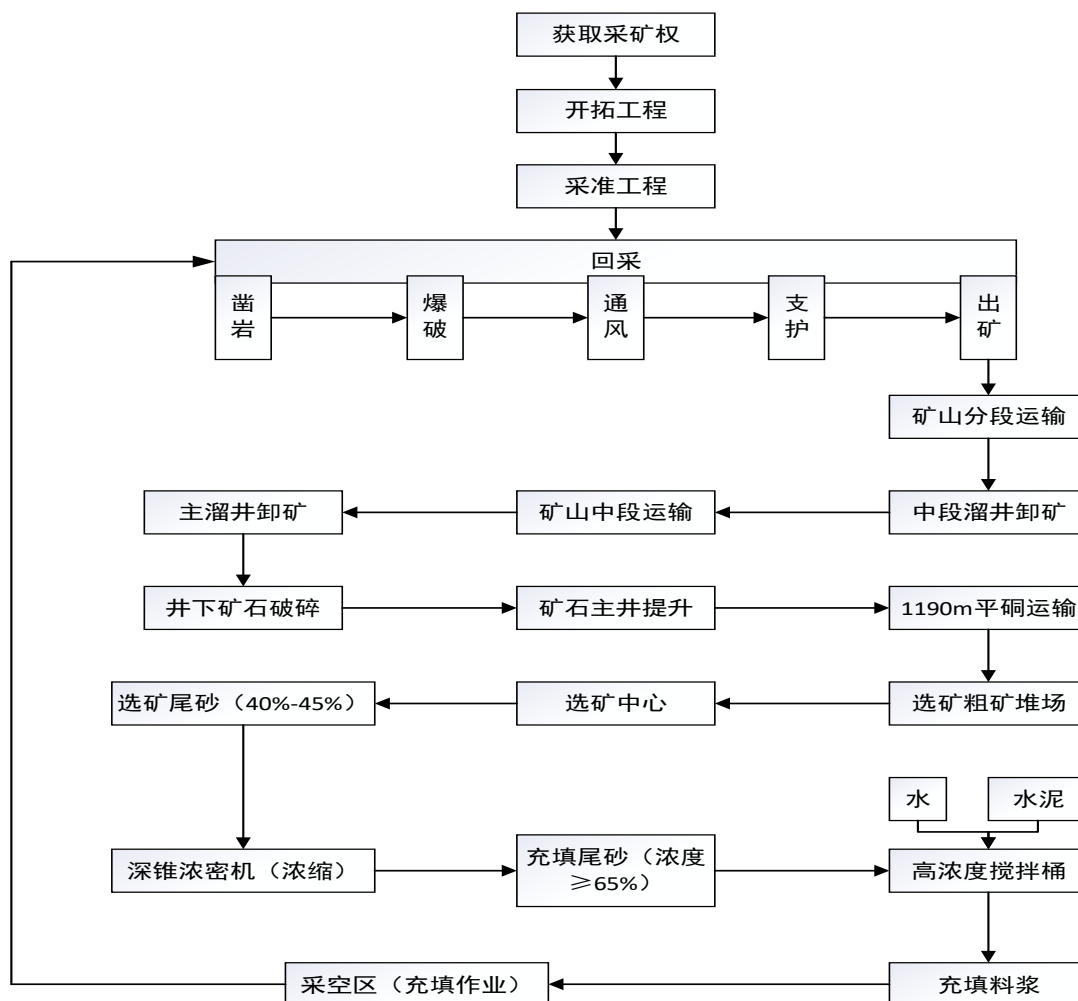 获取采矿权
开拓工程
采准工程
回采
凿
岩
爆
破
通
风
支
护
出
矿
矿山分段运输
主溜井卸矿
矿山中段运输
中段溜井卸矿
井下矿石破碎
矿石主井提升
1190m平硐运输
选矿尾砂（40%-45%）
选矿中心
选矿粗矿堆场
水
水泥
深锥浓密机（浓缩）
充填尾砂（浓度
≥65%）
高浓度搅拌桶
采空区（充填作业）
充填料浆